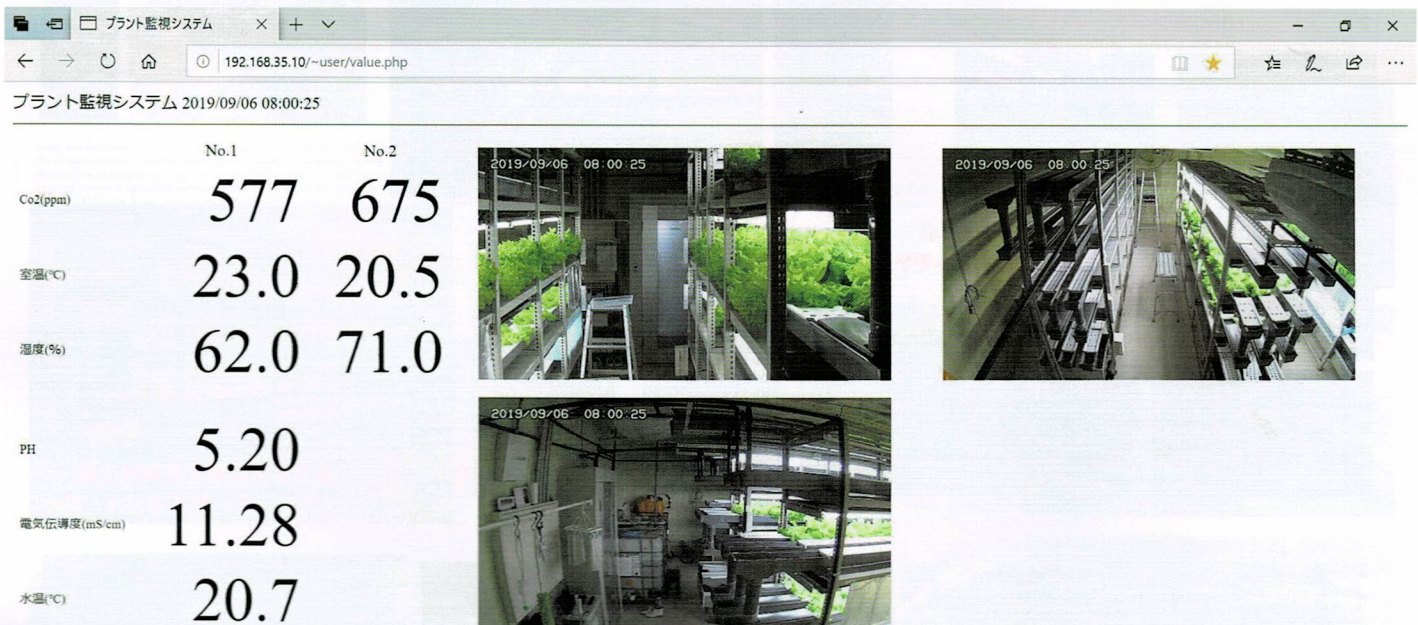 プラント監視システム
192.168.35.10/~user/value.php
プラント監視システム 2019/09/06 08:00:25
No.1 No.2
Co2(ppm) 577 675
室温(℃) 23.0 20.5
湿度(%) 62.0 71.0
PH 5.20
電気伝導度(mS/cm) 11.28
水温(℃) 20.7
2019/09/06 08:00:25
2019/09/06 08:00:25
2019/09/06 08:00:25